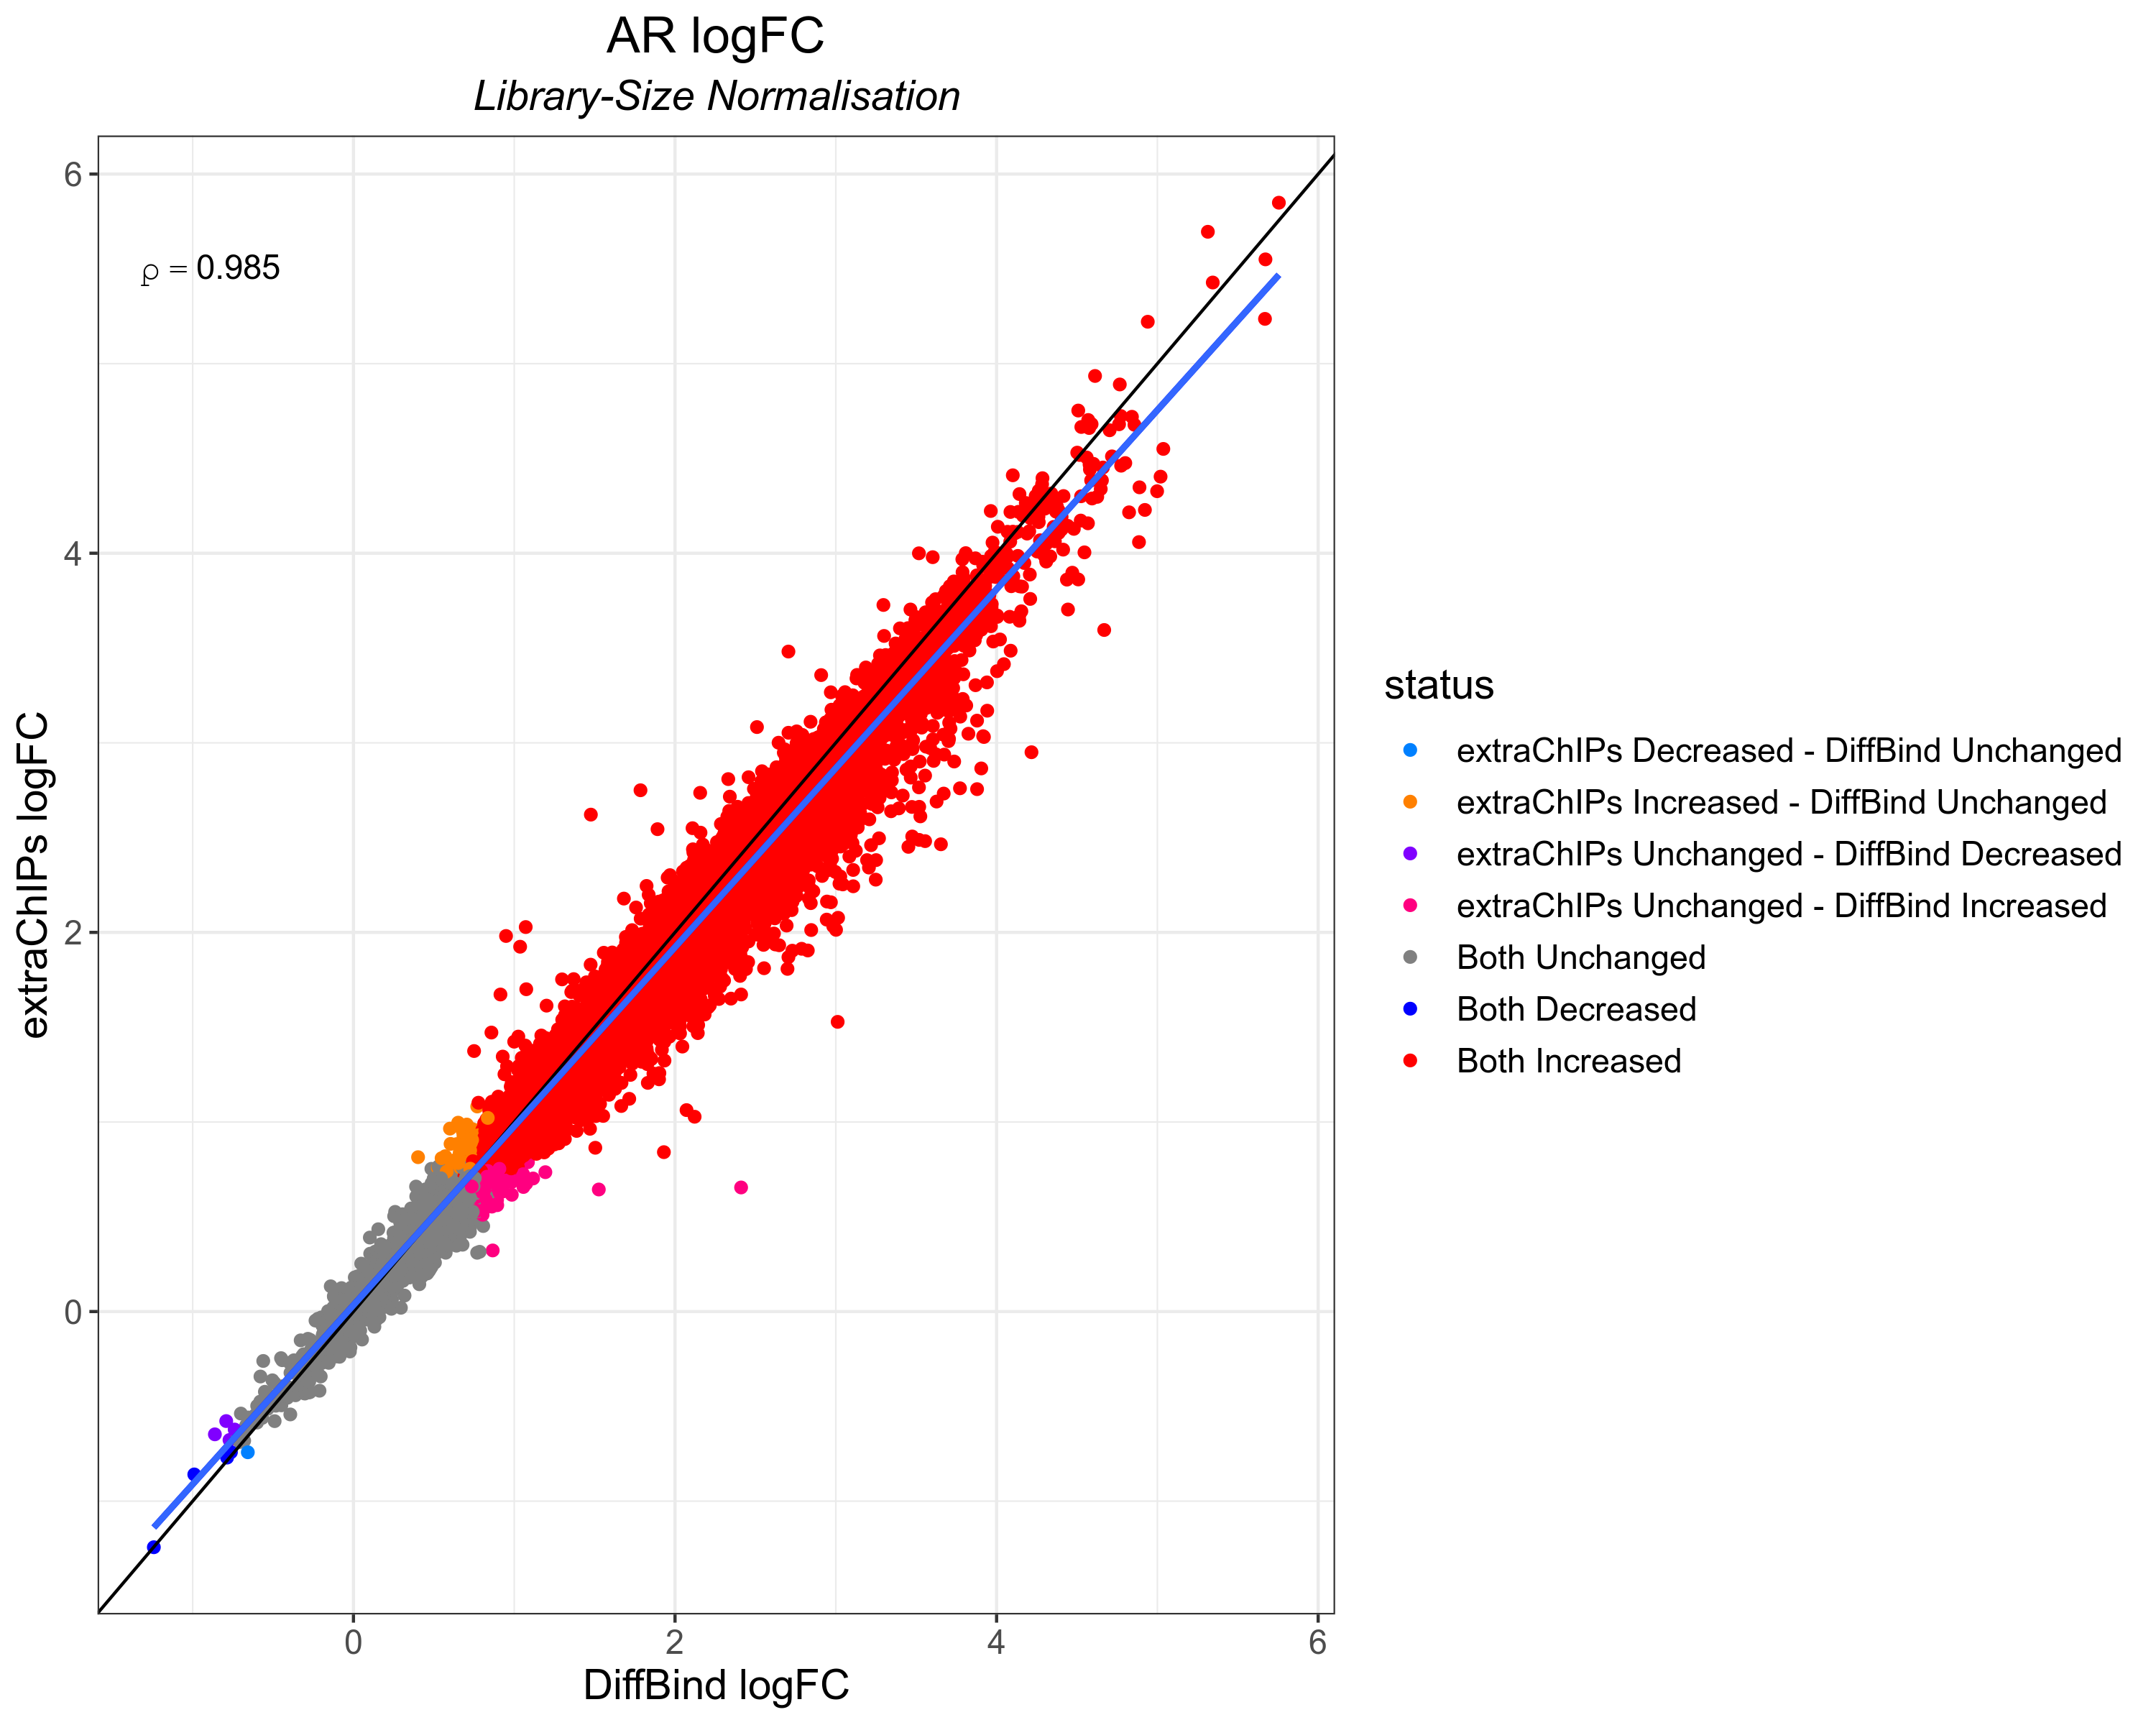 AR logFC
Library-Size Normalisation
ρ = 0.985
extraChIPs logFC
6
4
2
0
0 2 4 6
DiffBind logFC
status
extraChIPs Decreased - DiffBind Unchanged
extraChIPs Increased - DiffBind Unchanged
extraChIPs Unchanged - DiffBind Decreased
extraChIPs Unchanged - DiffBind Increased
Both Unchanged
Both Decreased
Both Increased